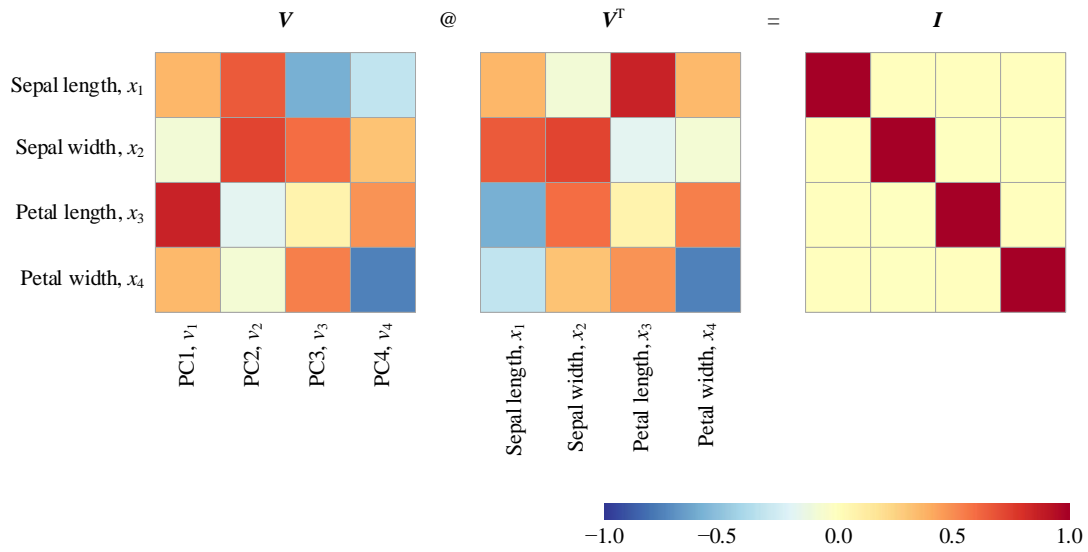 V @ Vᵀ = I
Sepal length, x₁
Sepal width, x₂
Petal length, x₃
Petal width, x₄
PC1, v₁
PC2, v₂
PC3, v₃
PC4, v₄
Sepal length, x₁
Sepal width, x₂
Petal length, x₃
Petal width, x₄
−1.0 −0.5 0.0 0.5 1.0